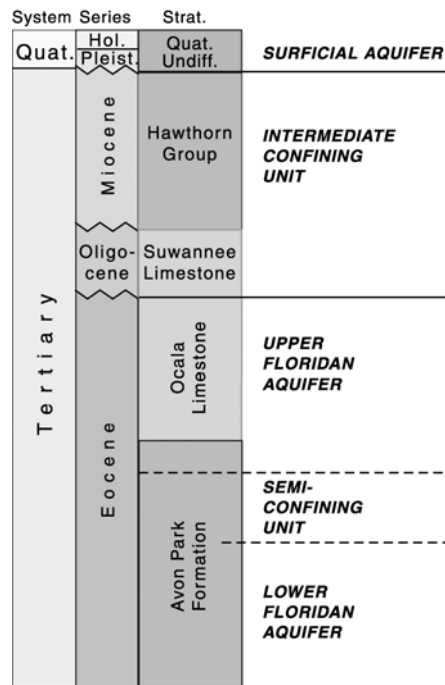 System Series Strat.
Quat.
Hol.
Pleist.
Quat.
Undiff.
SURFICIAL AQUIFER
Tertiary
Miocene
Hawthorn
Group
INTERMEDIATE
CONFINING
UNIT
Oligo-
cene
Suwannee
Limestone
Eocene
Ocala
Limestone
UPPER
FLORIDAN
AQUIFER
Avon Park
Formation
SEMI-
CONFINING
UNIT
LOWER
FLORIDAN
AQUIFER